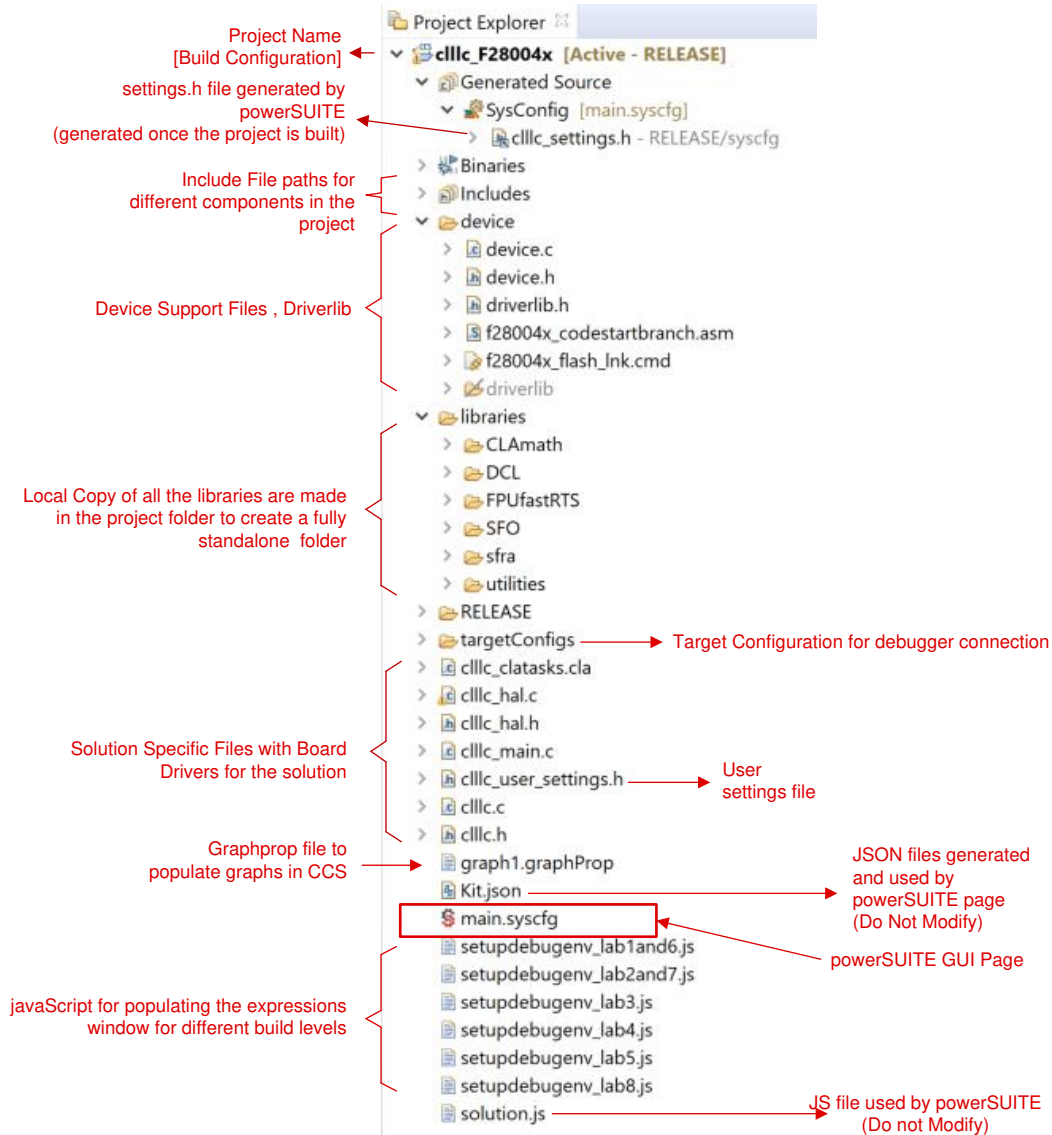 Project Explorer
Project Name
[Build Configuration]
clllc_F28004x [Active - RELEASE]
Generated Source
settings.h file generated by
powerSUITE
(generated once the project is built)
SysConfig [main.syscfg]
clllc_settings.h - RELEASE/syscfg
Binaries
Include File paths for
different components in the
project
Includes
device
device.c
device.h
driverlib.h
f28004x_codestartbranch.asm
f28004x_flash_lnk.cmd
driverlib
Device Support Files , Driverlib
libraries
CLAmath
DCL
FPUfastRTS
SFO
sfra
utilities
Local Copy of all the libraries are made
in the project folder to create a fully
standalone folder
RELEASE
targetConfigs
Target Configuration for debugger connection
clllc_clatasks.cla
clllc_hal.c
clllc_hal.h
clllc_main.c
clllc_user_settings.h
clllc.c
clllc.h
Solution Specific Files with Board
Drivers for the solution
User
settings file
Graphprop file to
populate graphs in CCS
graph1.graphProp
Kit.json
JSON files generated
and used by
powerSUITE page
(Do Not Modify)
main.syscfg
powerSUITE GUI Page
setupdebugenv_lab1and6.js
setupdebugenv_lab2and7.js
setupdebugenv_lab3.js
setupdebugenv_lab4.js
setupdebugenv_lab5.js
setupdebugenv_lab8.js
javaScript for populating the expressions
window for different build levels
solution.js
JS file used by powerSUITE
(Do not Modify)